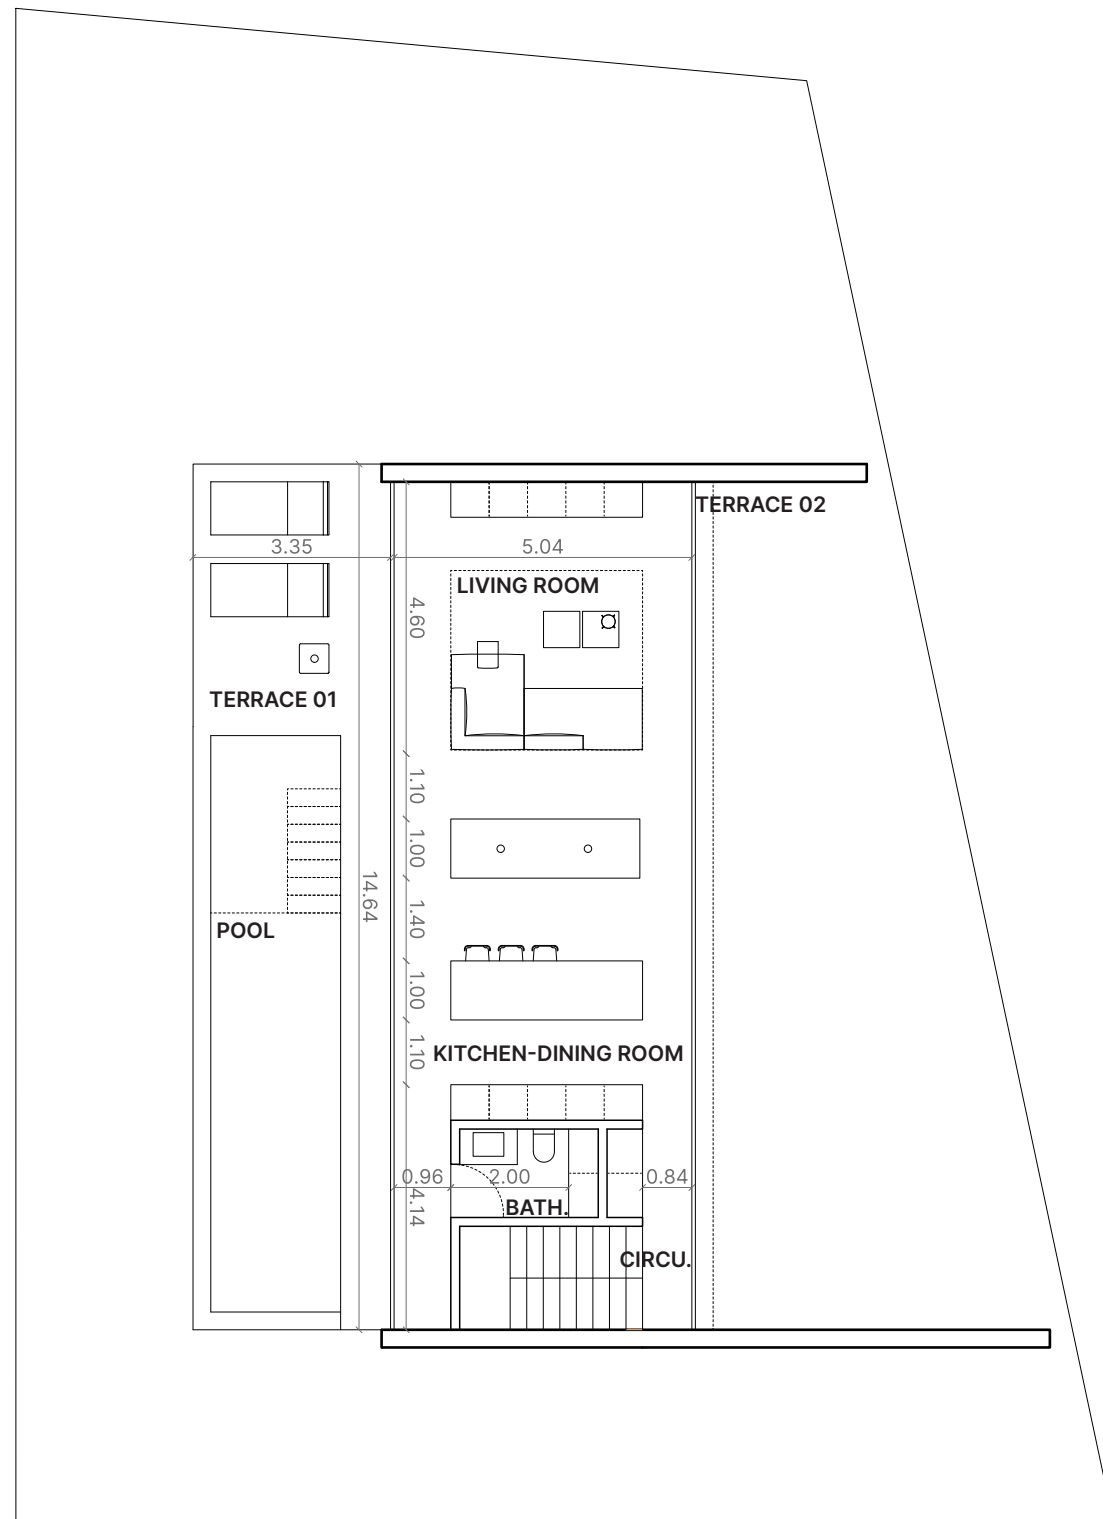 TERRACE 02
3.35
5.04
LIVING ROOM
4.60
TERRACE 01
1.10
1.00
14.64
1.40
POOL
1.00
1.10
KITCHEN-DINING ROOM
0.96
2.00
0.84
4.14
BATH.
CIRCU.